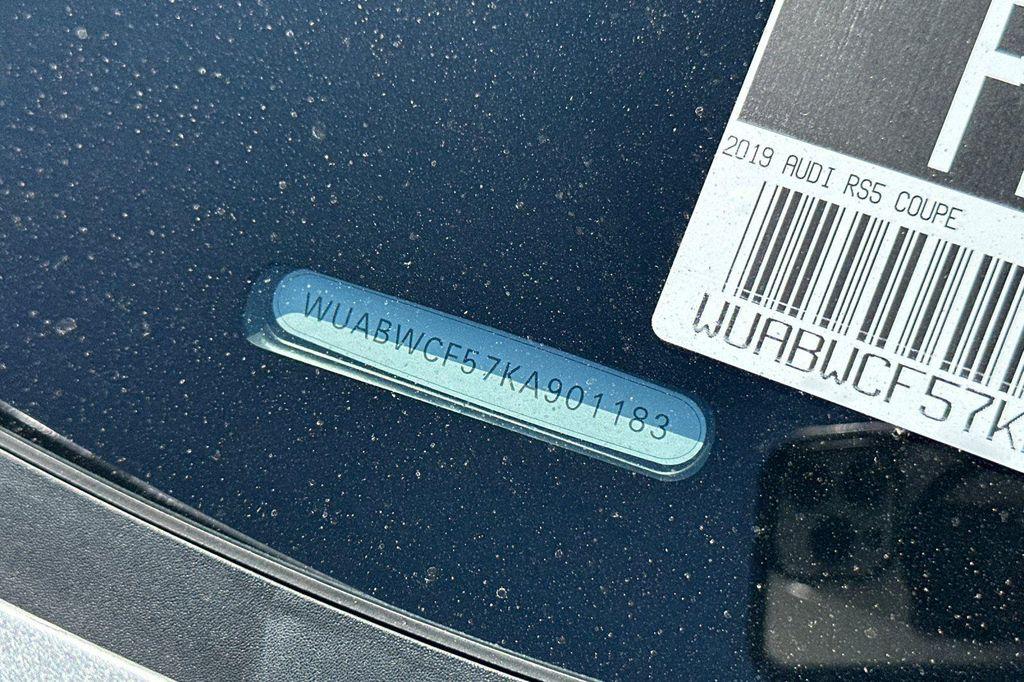 2019 AUDI RS5 COUPE
WUABWCF57K
WUABWCF57KA901183